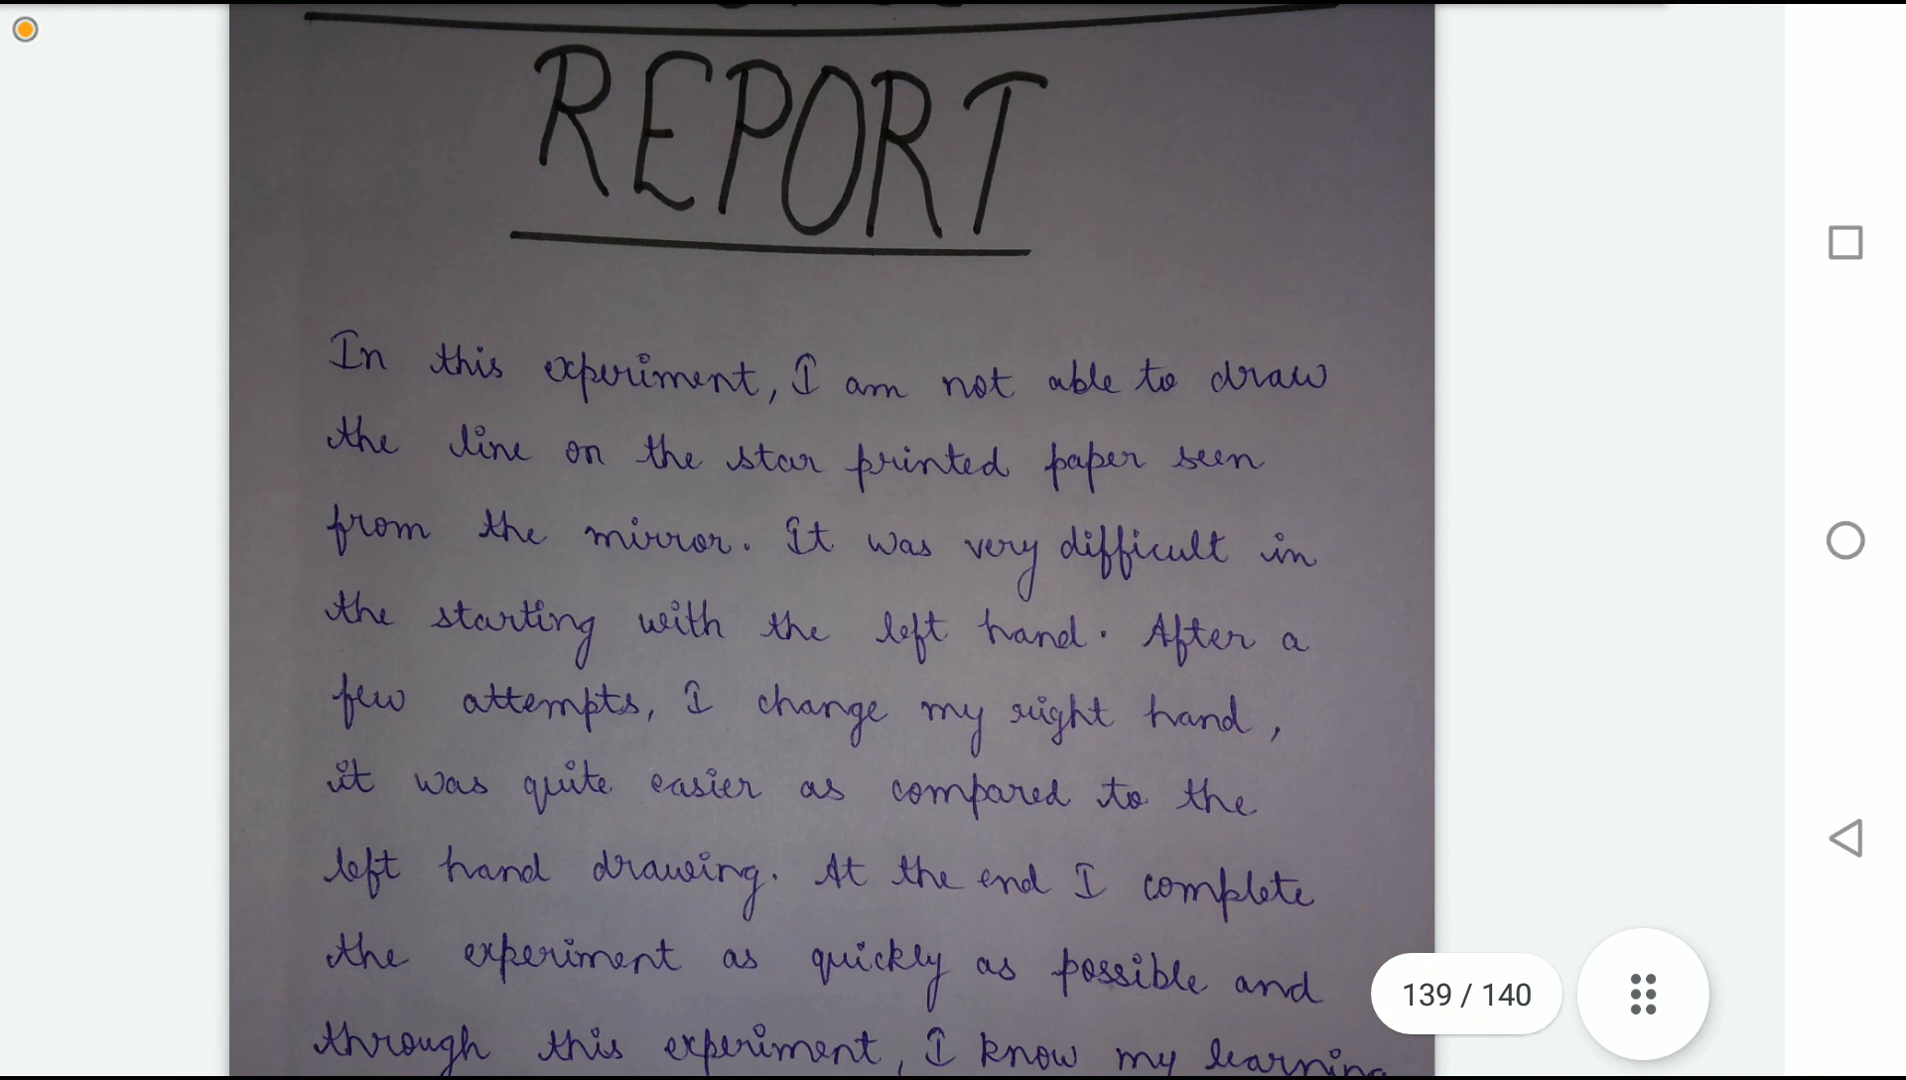 REPORT
In this experiment, I am not able to draw
the line on the star printed paper seen
from the mirror. It was very difficult in
the starting with the left hand. After a
few attempts, I change my right hand,
it was quite easier as compared to the
left hand drawing. At the end I complete
the experiment as quickly as possible and
139 / 140
through this experiment, I know my learning